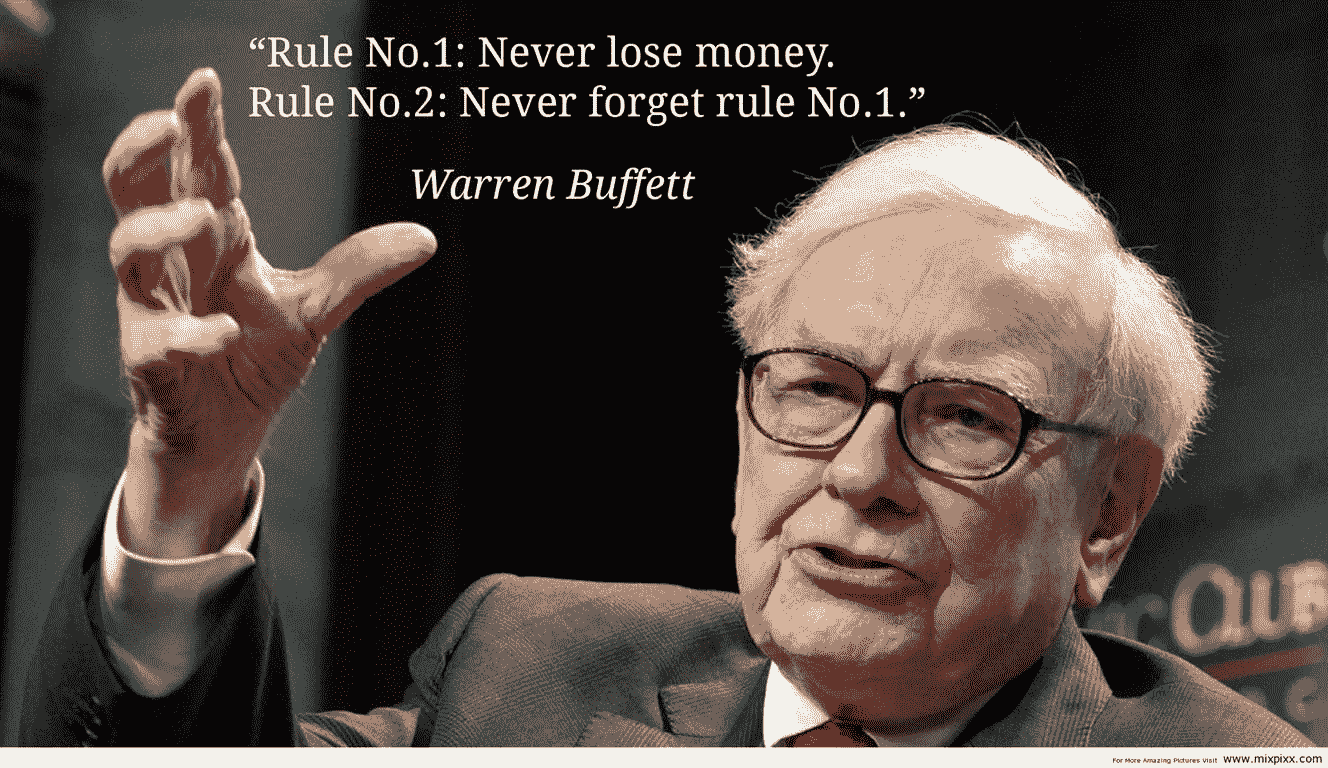 “Rule No.1: Never lose money.
Rule No.2: Never forget rule No.1.”
Warren Buffett
For More Amazing Pictures Visit www.mixpixx.com